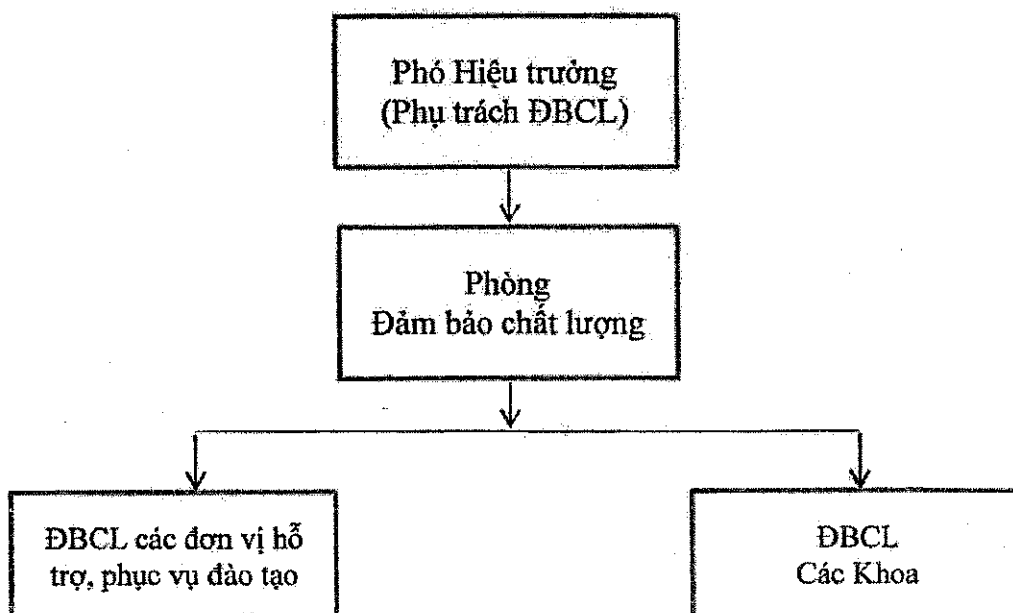 Phó Hiệu trưởng
(Phụ trách ĐBCL)
Phòng
Đảm bảo chất lượng
ĐBCL các đơn vị hỗ
trợ, phục vụ đào tạo
ĐBCL
Các Khoa